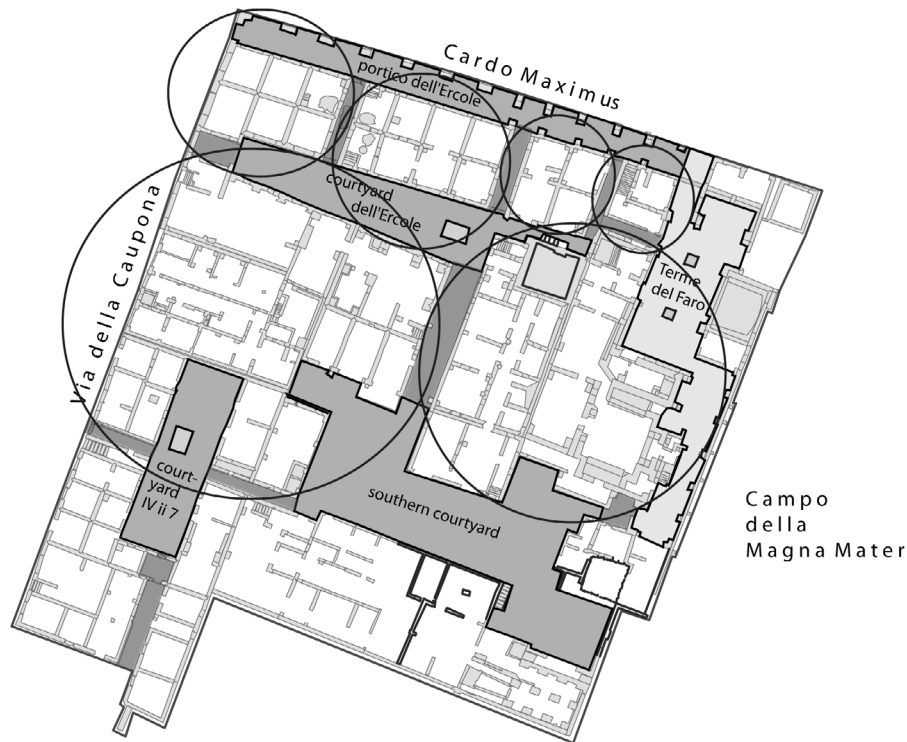 Cardo Maximus
portico dell'Ercole
courtyard
dell'Ercole
Via della Caupona
Terme
del Faro
court-
yard
IV ii 7
southern courtyard
Campo
della
Magna Mater